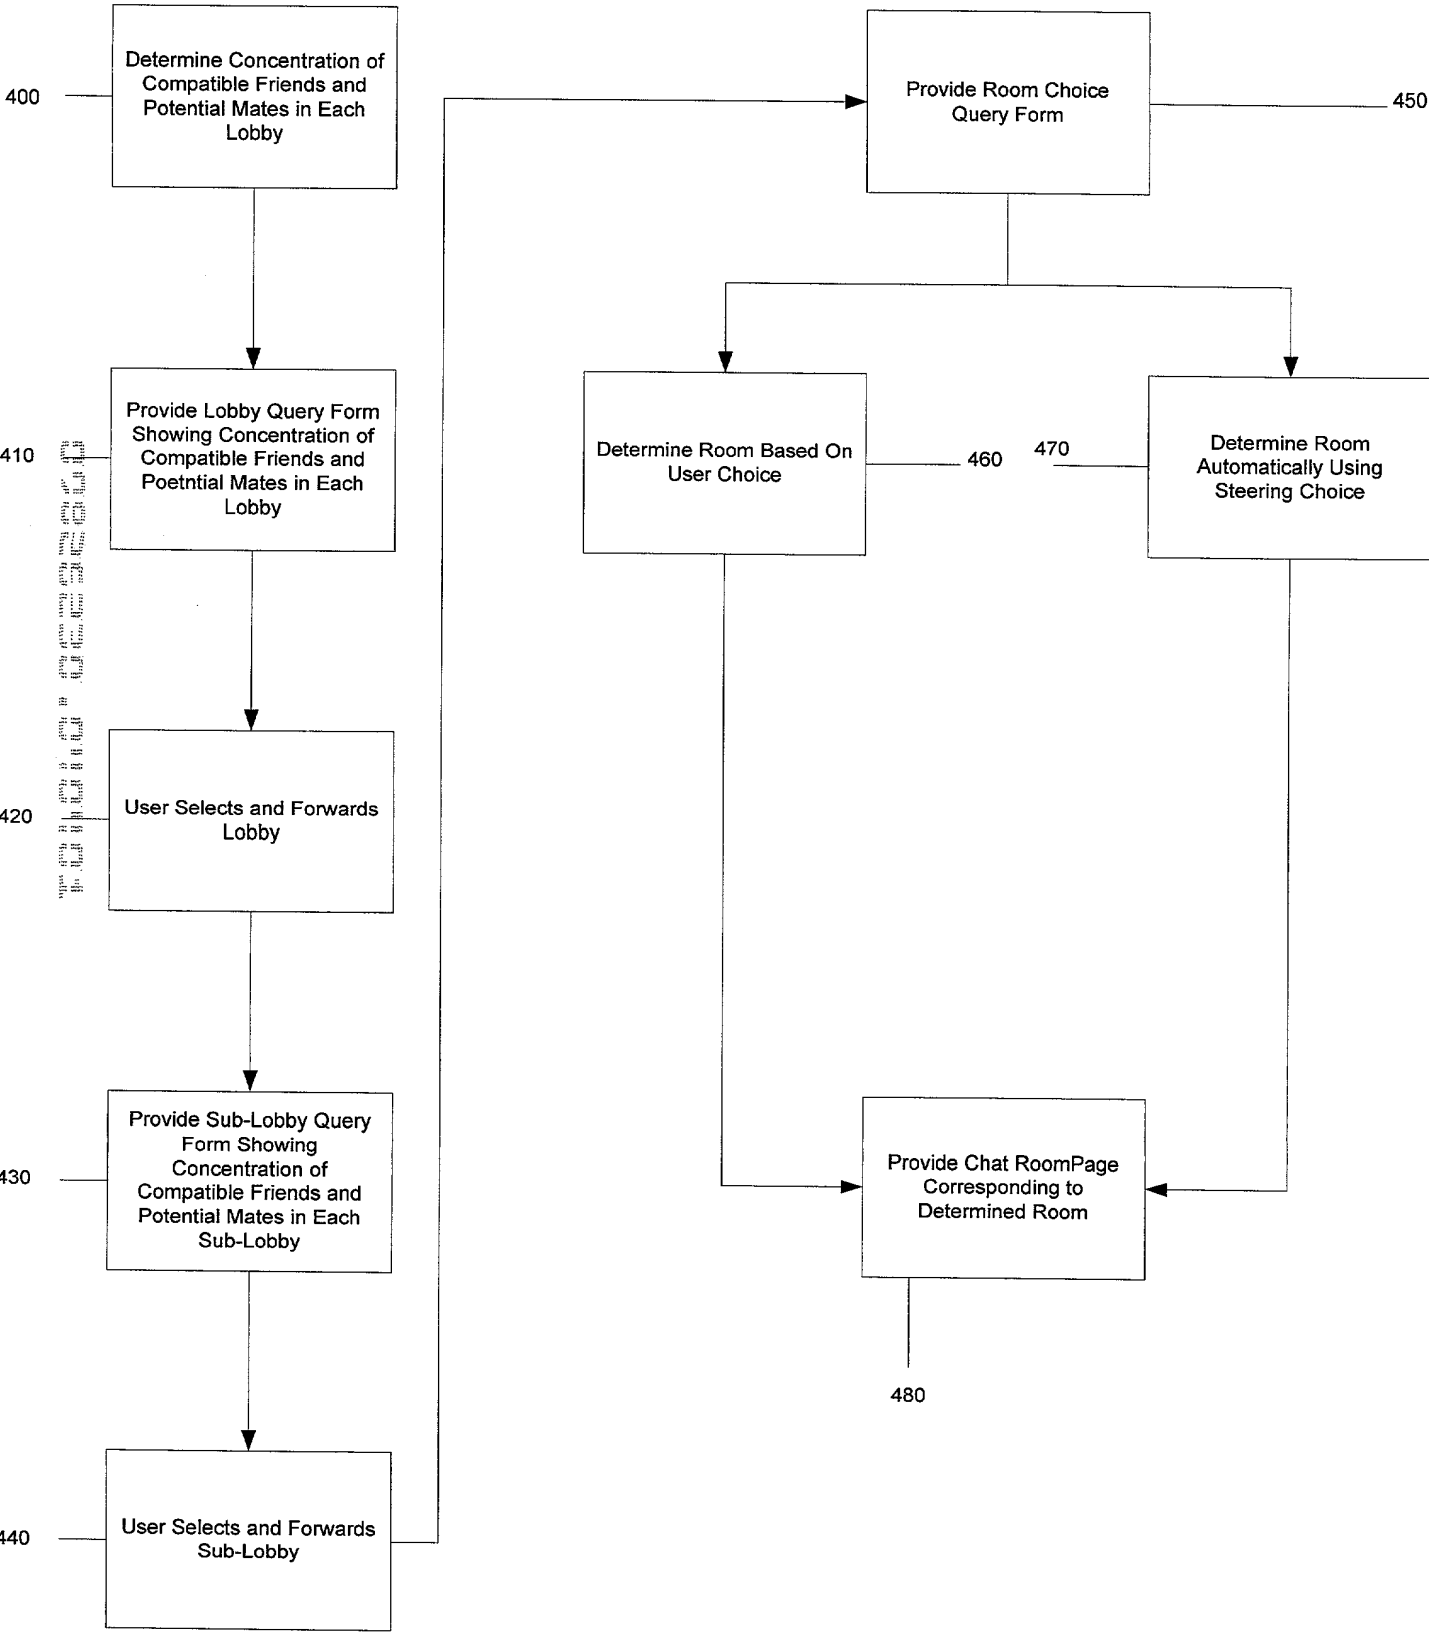 400
Determine Concentration of
Compatible Friends and
Potential Mates in Each
Lobby
410
Provide Lobby Query Form
Showing Concentration of
Compatible Friends and
Poetntial Mates in Each
Lobby
420
User Selects and Forwards
Lobby
430
Provide Sub-Lobby Query
Form Showing
Concentration of
Compatible Friends and
Potential Mates in Each
Sub-Lobby
440
User Selects and Forwards
Sub-Lobby
Provide Room Choice
Query Form
450
Determine Room Based On
User Choice
460
470
Determine Room
Automatically Using
Steering Choice
Provide Chat RoomPage
Corresponding to
Determined Room
480